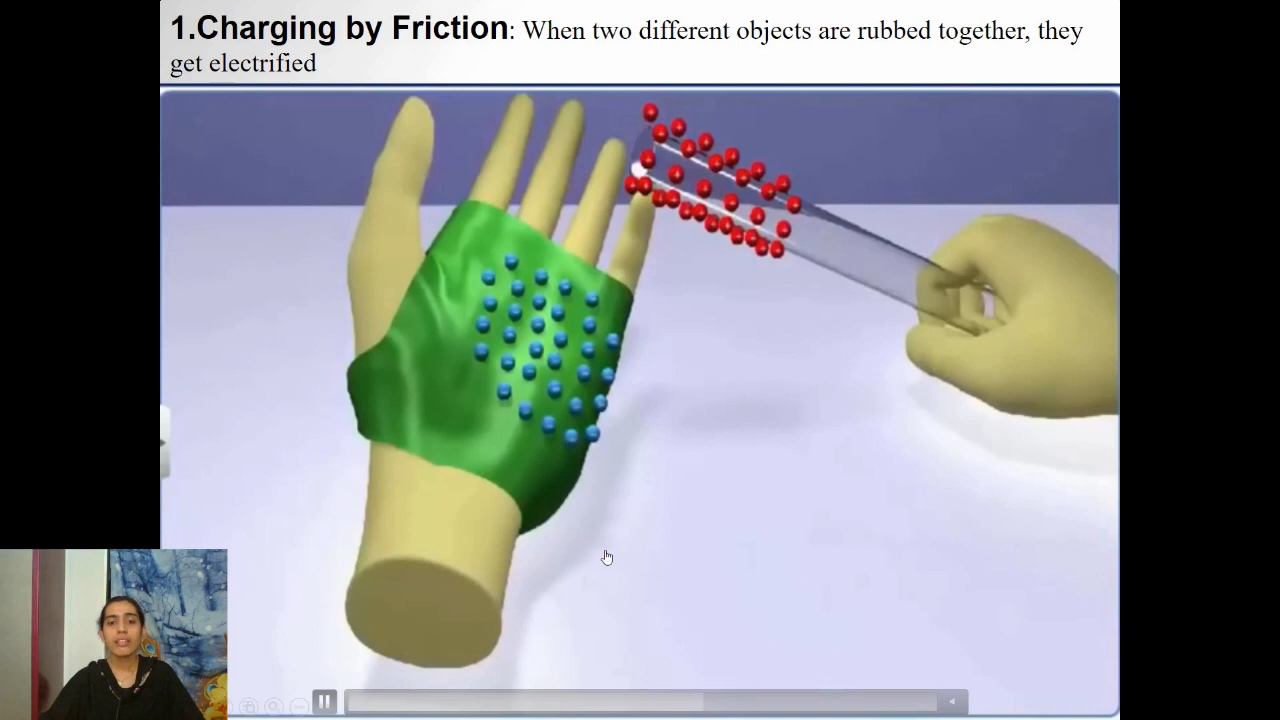 1.Charging by Friction: When two different objects are rubbed together, they
get electrified